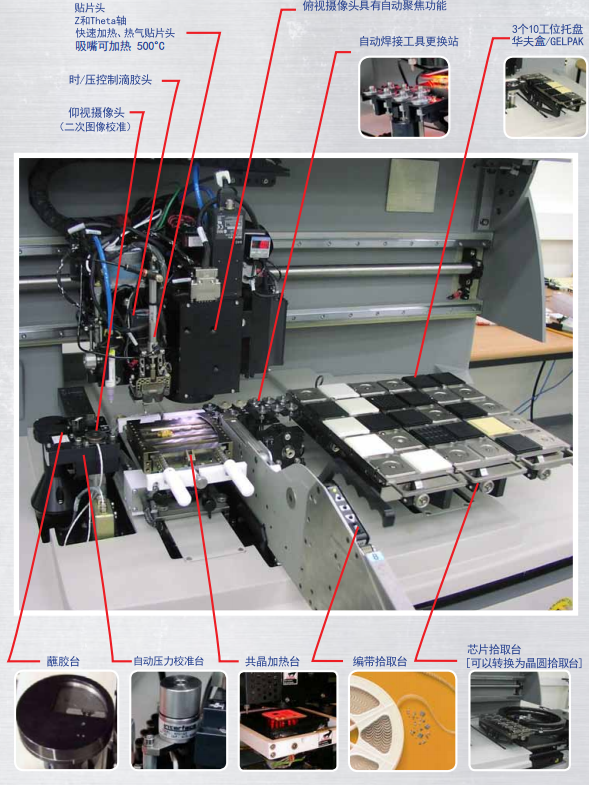 贴片头
Z和Theta轴
快速加热、热气贴片头
吸嘴可加热 500°C
俯视摄像头具有自动聚焦功能
自动焊接工具更换站
3个10工位托盘
华夫盒/GELPAK
时/压控制滴胶头
仰视摄像头
（二次图像校准）
蘸胶台
自动压力校准台
共晶加热台
编带拾取台
芯片拾取台
[可以转换为晶圆拾取台]
interface